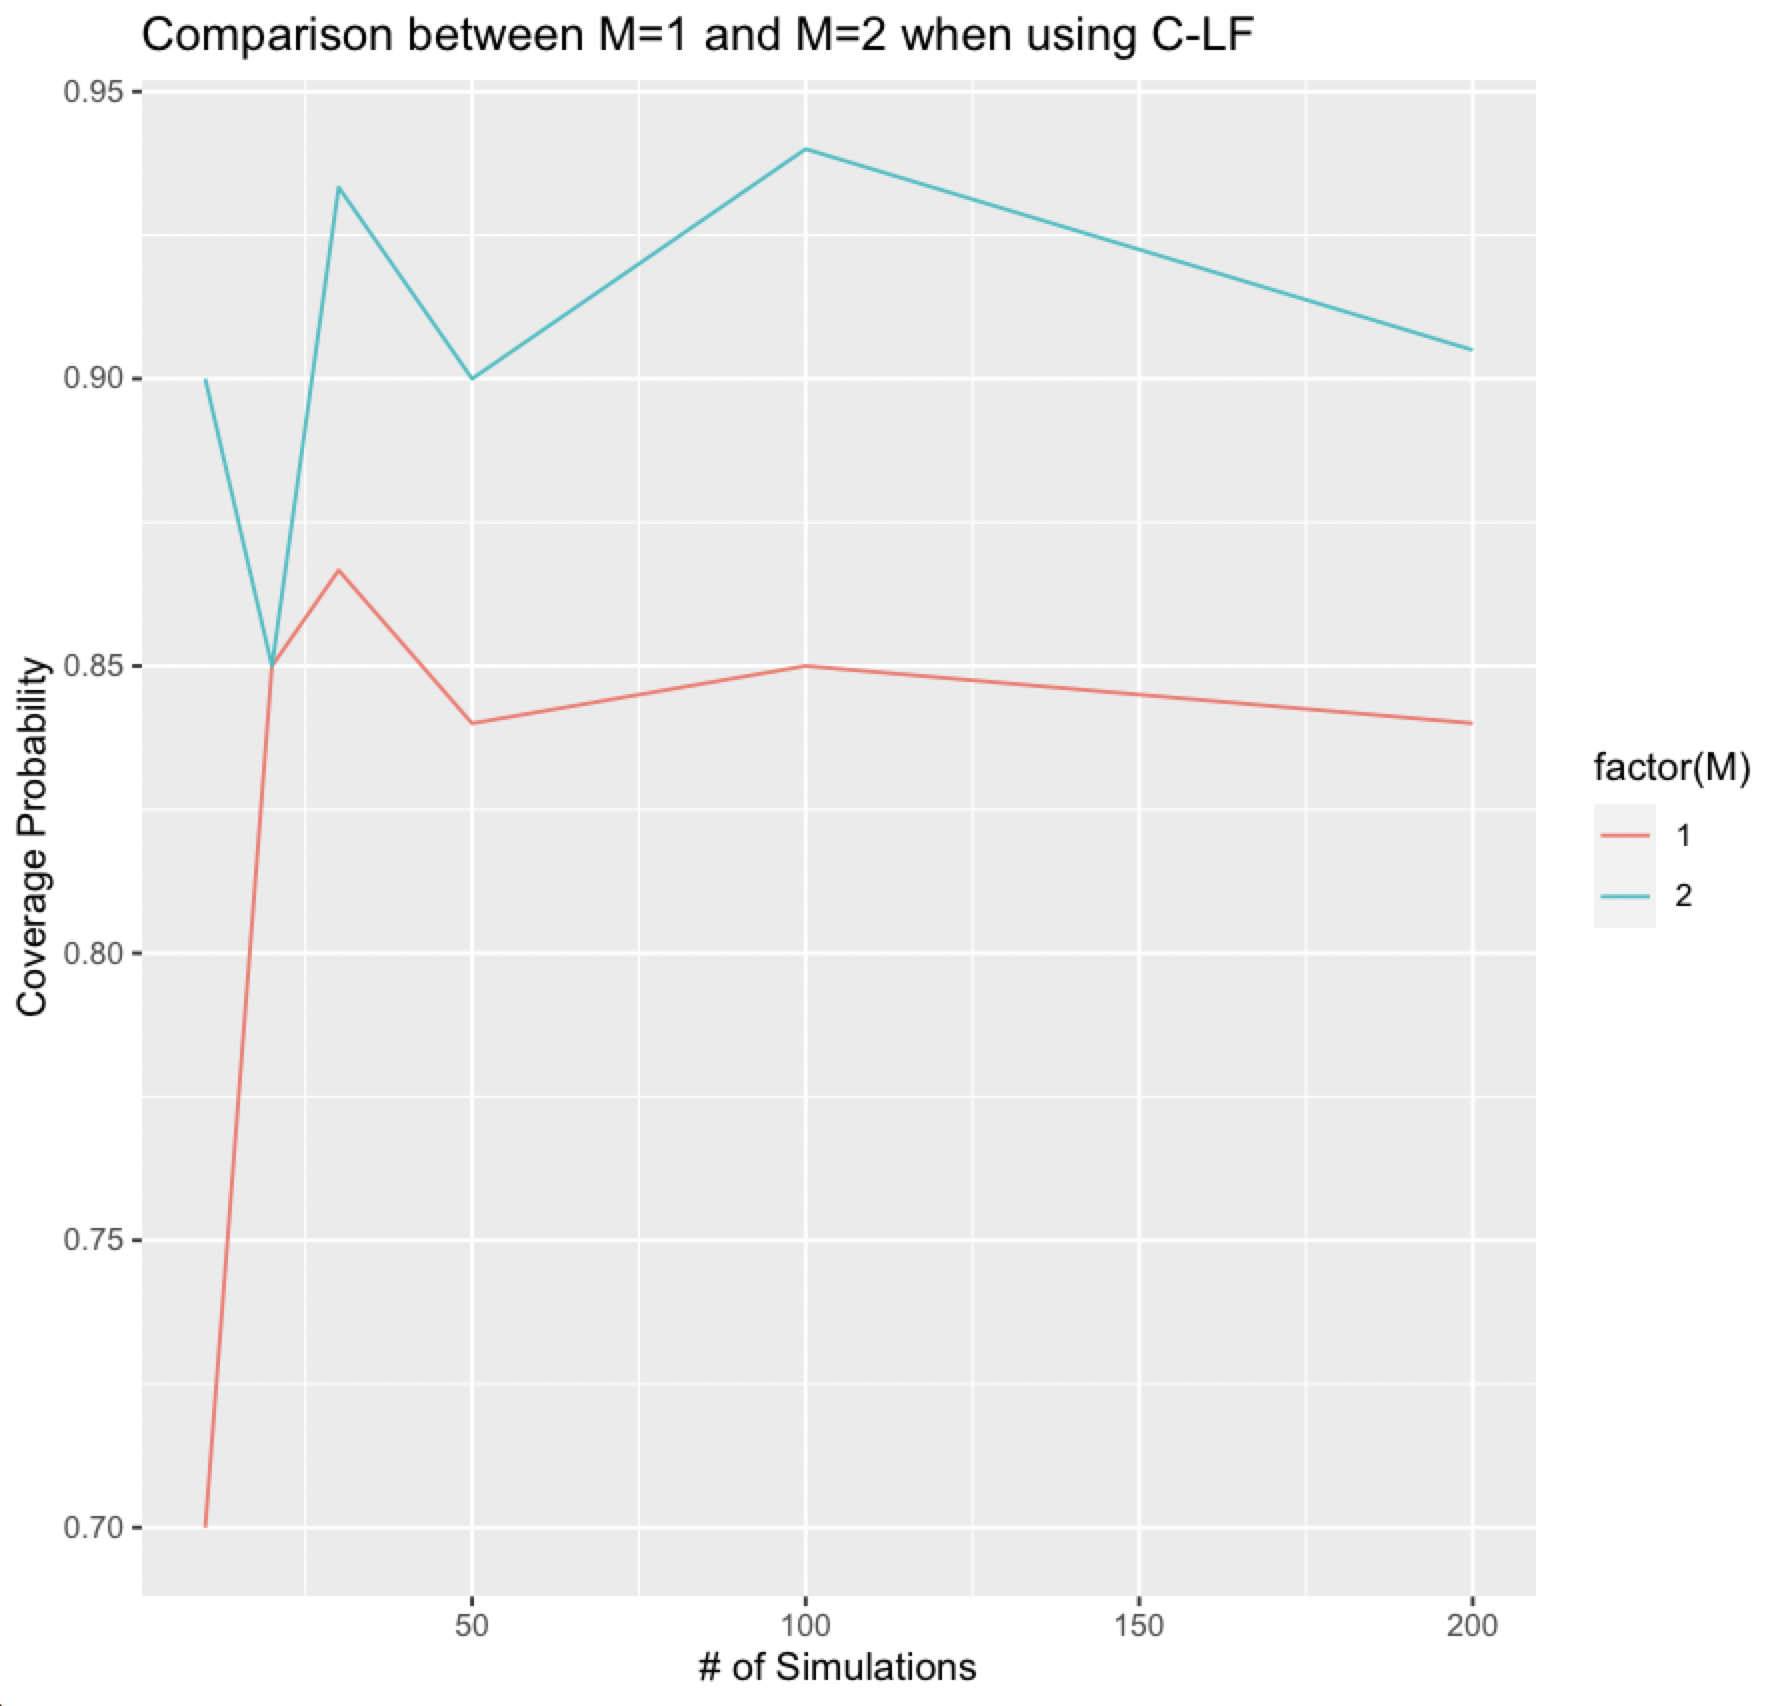 Comparison between M=1 and M=2 when using C-LF
0.95
0.90
0.85
0.80
0.75
0.70
Coverage Probability
50 100 150 200
# of Simulations
factor(M)
1
2